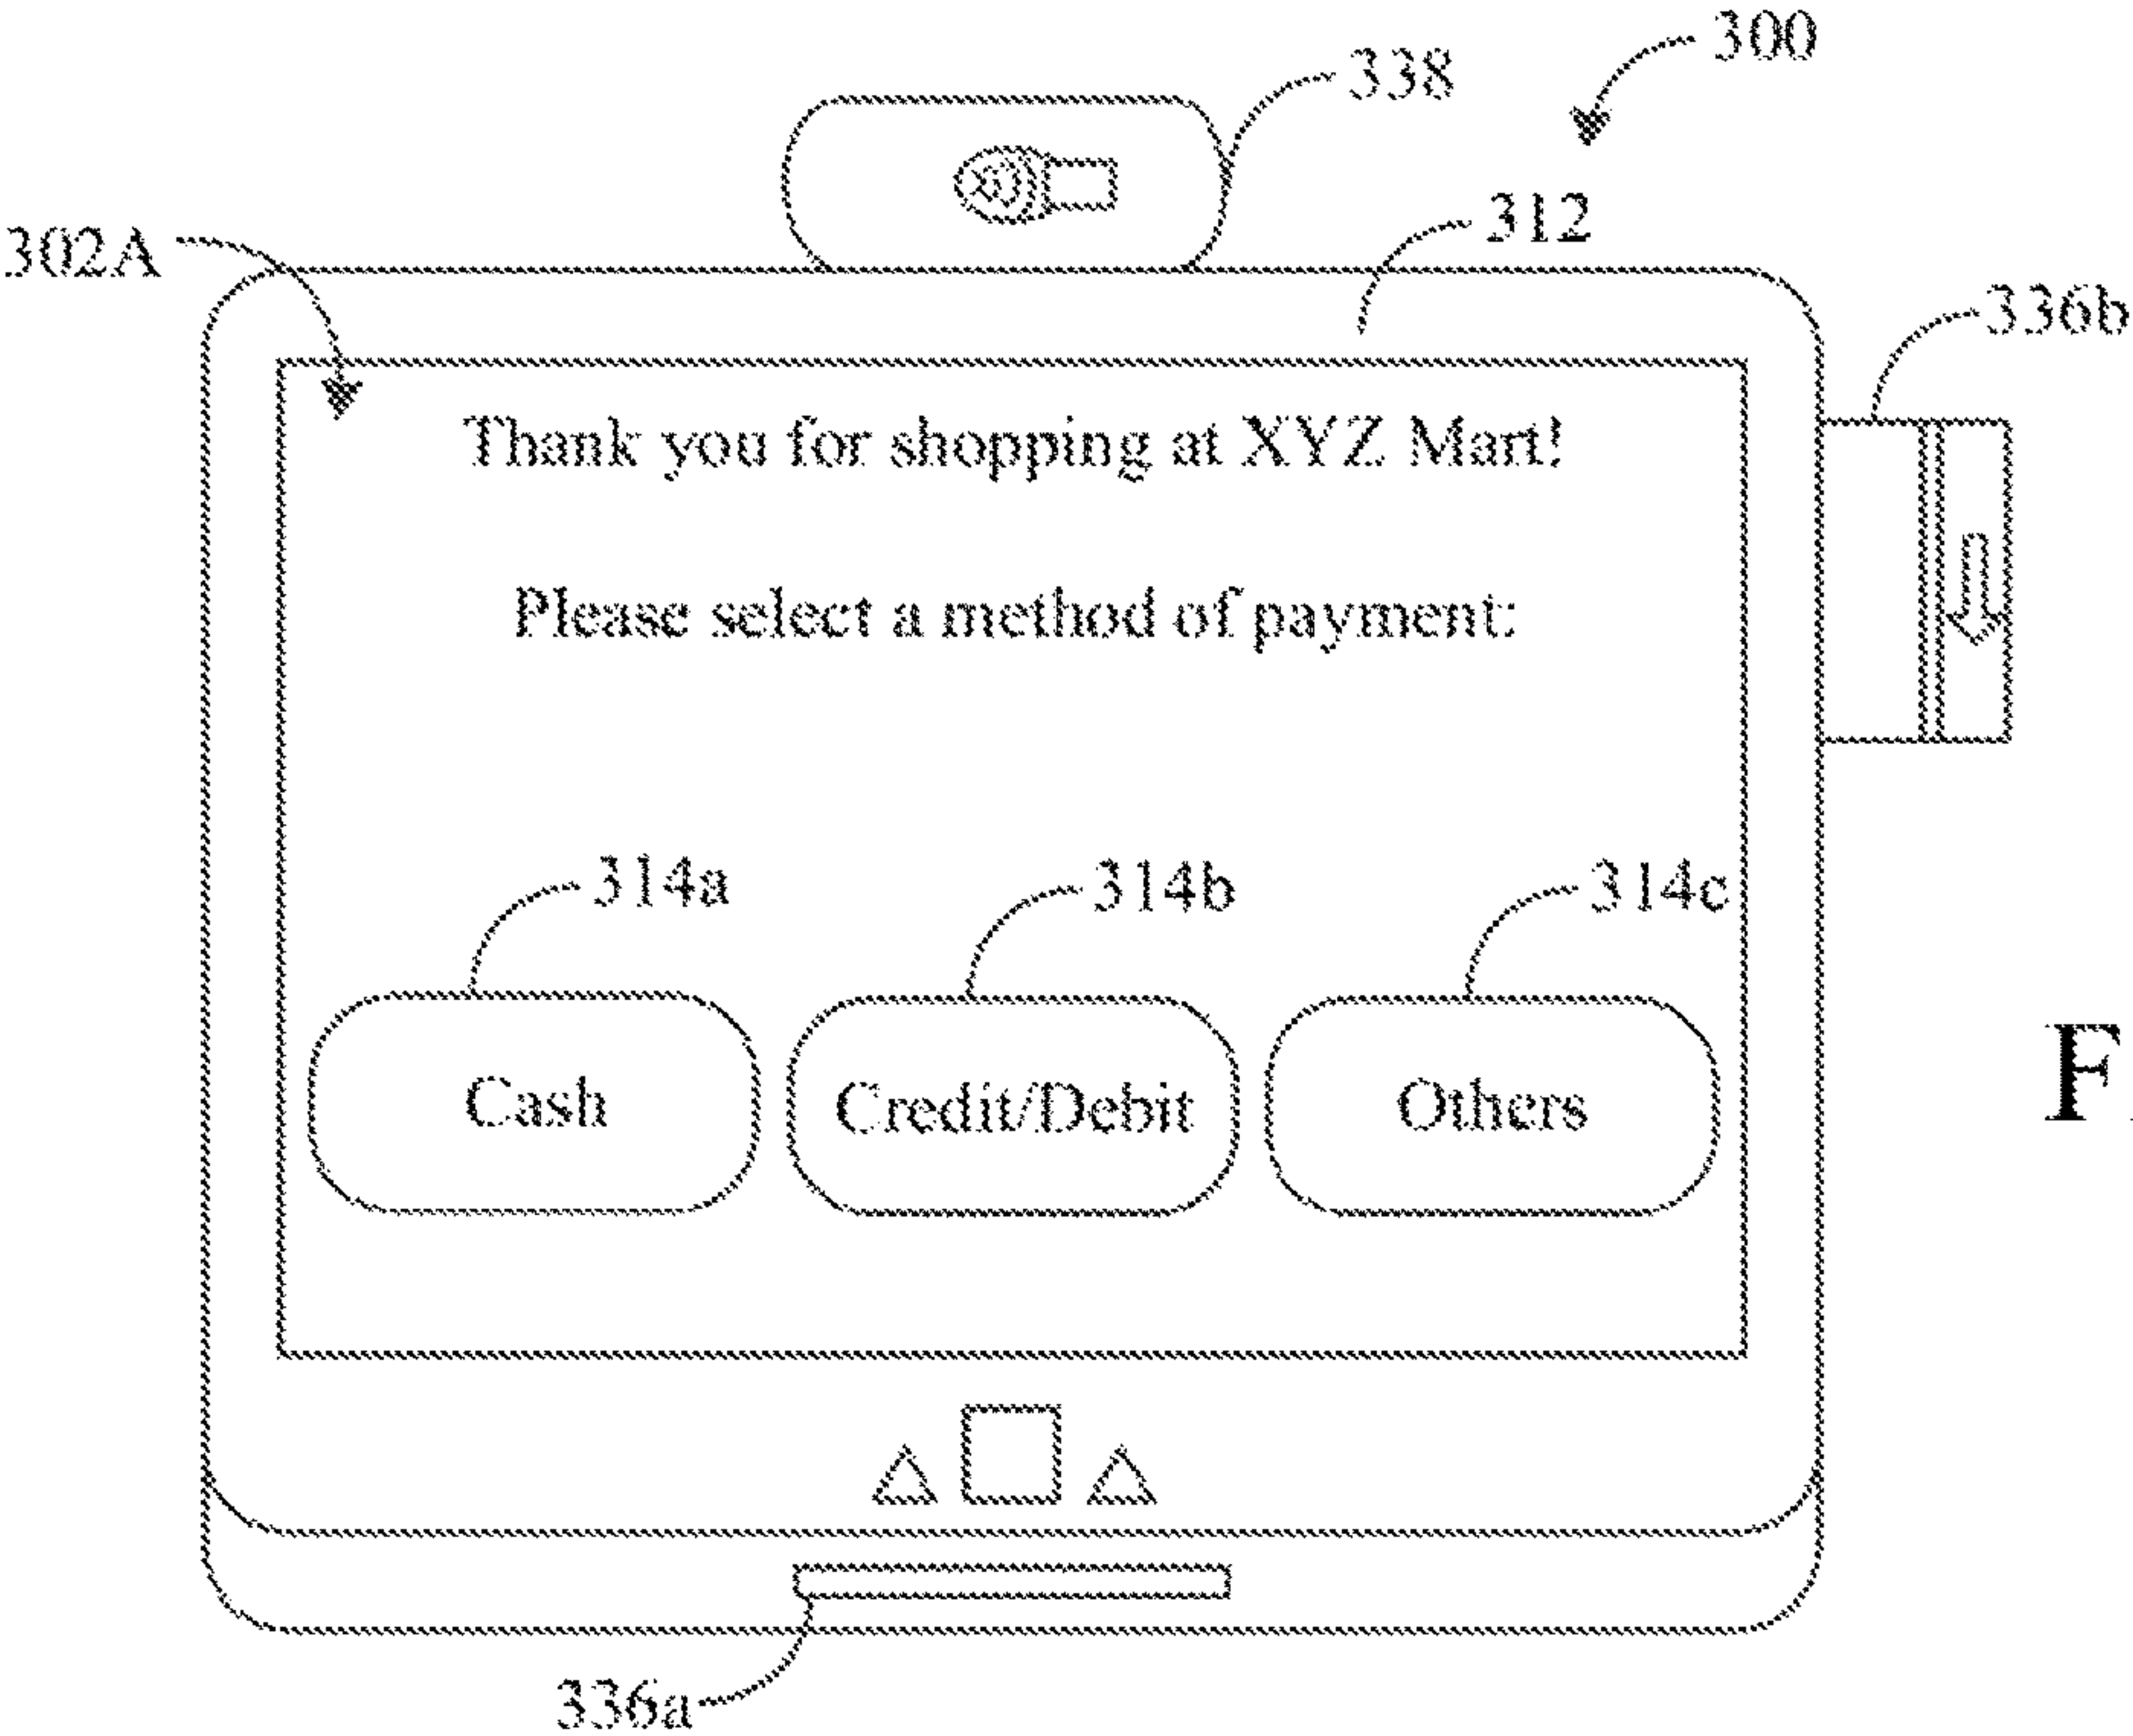 300
338
312
302A
336b
Thank you for shopping at XYZ Mart!
Please select a method of payment:
314a 314b 314c
Cash Credit/Debit Others
F
336a